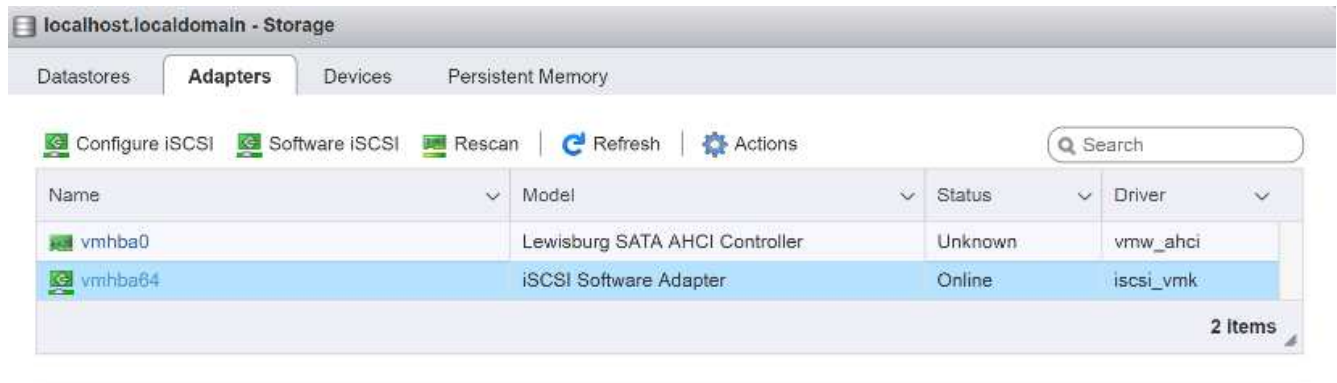 localhost.localdomain - Storage
Datastores Adapters Devices Persistent Memory
Configure iSCSI Software iSCSI Rescan Refresh Actions Search
Name Model Status Driver
vmhba0 Lewisburg SATA AHCI Controller Unknown vmw_ahci
vmhba64 iSCSI Software Adapter Online iscsi_vmk
2 items